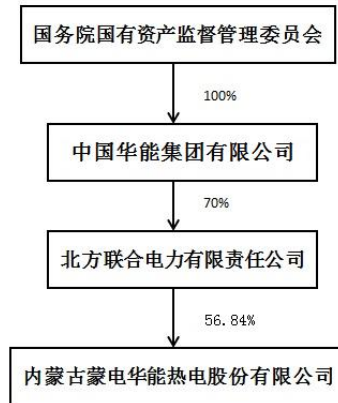 国务院国有资产监督管理委员会
100%
中国华能集团有限公司
70%
北方联合电力有限责任公司
56.84%
内蒙古蒙电华能热电股份有限公司